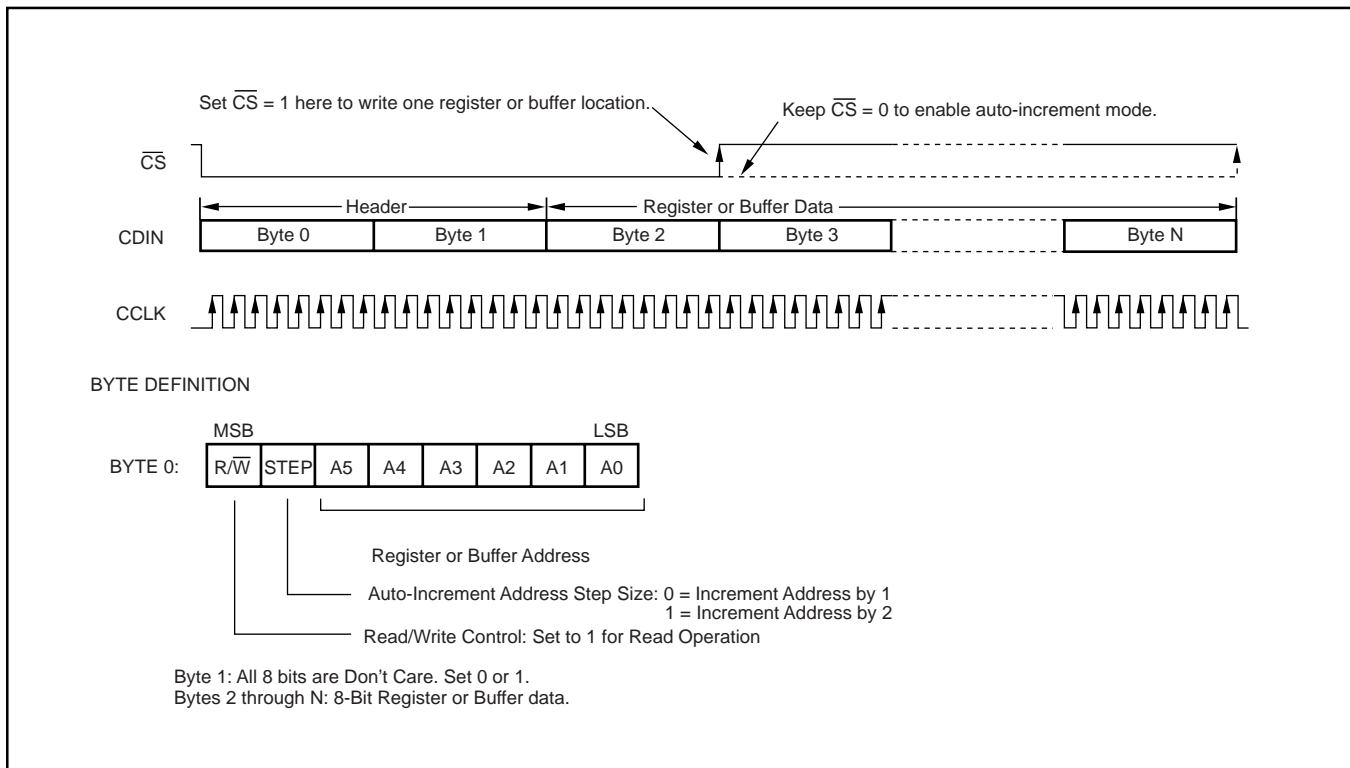 Set C̅S̅ = 1 here to write one register or buffer location.
Keep C̅S̅ = 0 to enable auto-increment mode.
C̅S̅
Header
Register or Buffer Data
CDIN
Byte 0
Byte 1
Byte 2
Byte 3
Byte N
CCLK
BYTE DEFINITION
MSB
LSB
BYTE 0:
R/W̅
STEP
A5
A4
A3
A2
A1
A0
Register or Buffer Address
Auto-Increment Address Step Size: 0 = Increment Address by 1
1 = Increment Address by 2
Read/Write Control: Set to 1 for Read Operation
Byte 1: All 8 bits are Don’t Care. Set 0 or 1.
Bytes 2 through N: 8-Bit Register or Buffer data.